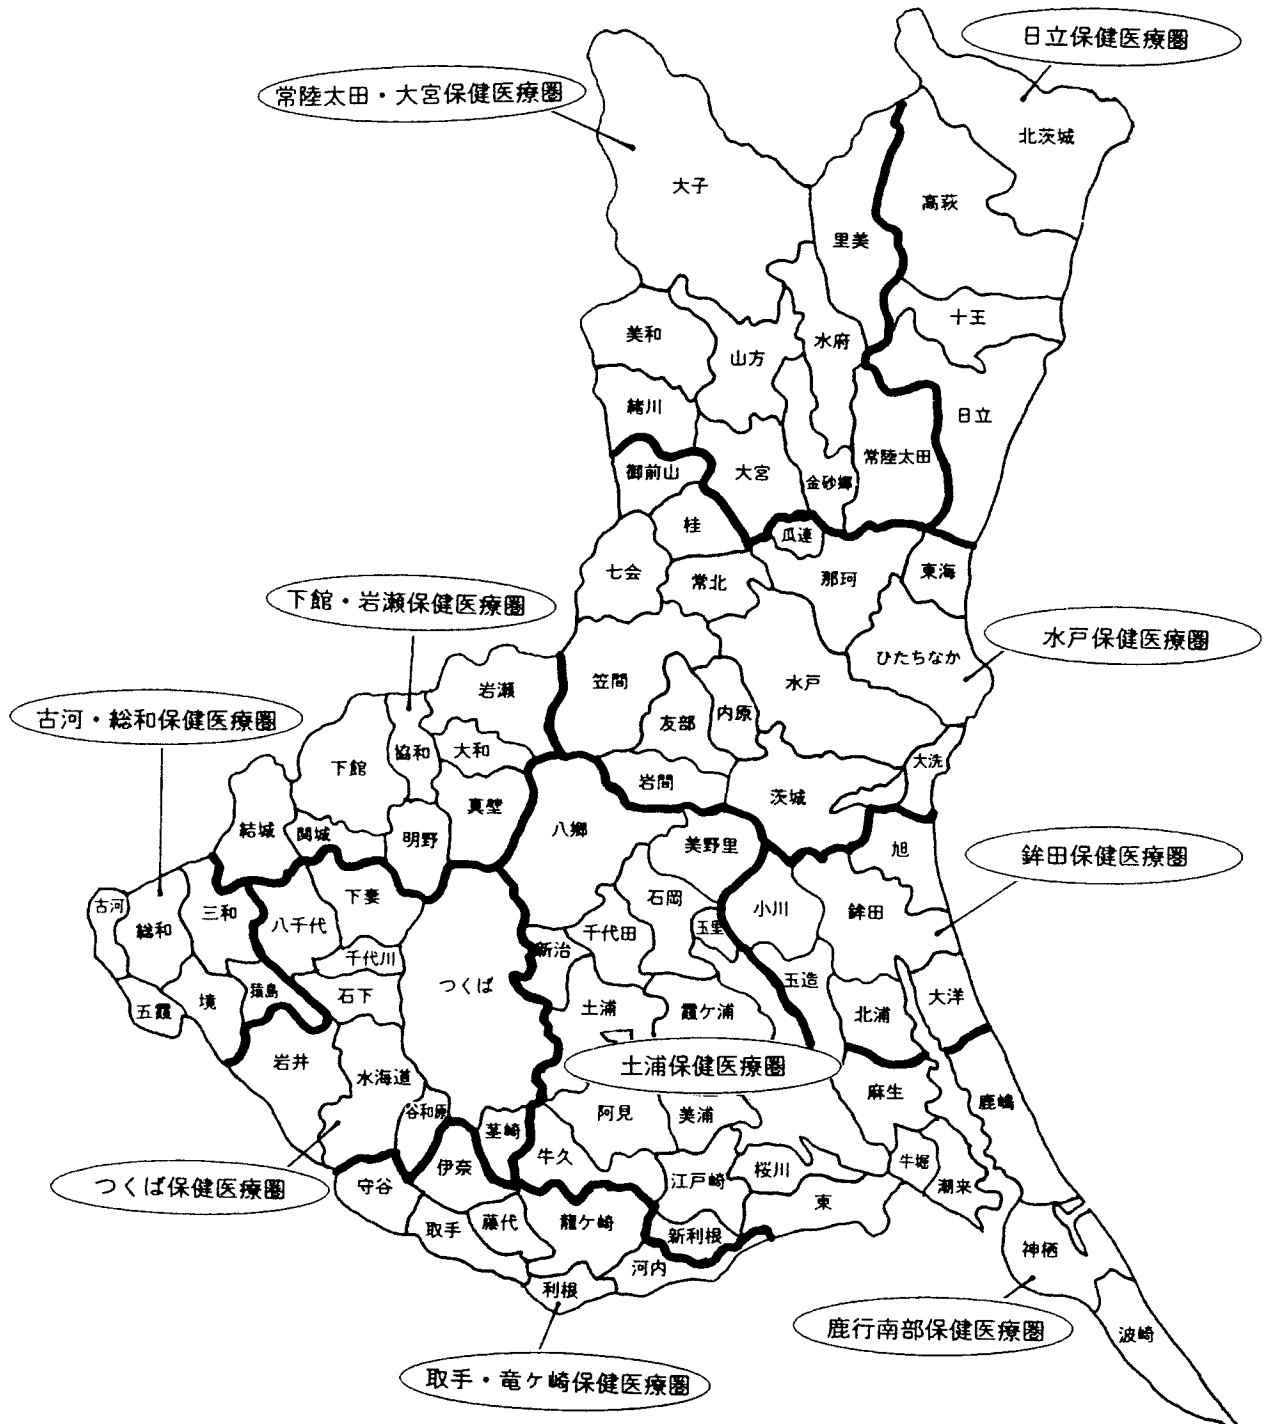 日立保健医療圏
常陸太田・大宮保健医療圏
北茨城
大子
高萩
里美
十王
美和
水府
山方
緒川
日立
常陸太田
御前山
大宮
金砂郷
桂
瓜連
七会
常北
那珂
東海
下館・岩瀬保健医療圏
水戸保健医療圏
ひたちなか
岩瀬
笠間
水戸
古河・総和保健医療圏
友部
内原
協和
大和
下館
岩間
大洗
真壁
茨城
結城
関城
明野
八郷
美野里
旭
鉾田保健医療圏
古河
総和
三和
八千代
下妻
石岡
小川
鉾田
千代田
玉里
新治
千代川
つくば
玉造
猿島
石下
境
五霞
土浦
霞ケ浦
北浦
大洋
岩井
土浦保健医療圏
水海道
麻生
鹿嶋
谷和原
茎崎
阿見
美浦
牛久
伊奈
牛堀
潮来
桜川
江戸崎
つくば保健医療圏
守谷
東
取手
藤代
龍ケ崎
新利根
神栖
河内
利根
鹿行南部保健医療圏
波崎
取手・竜ケ崎保健医療圏